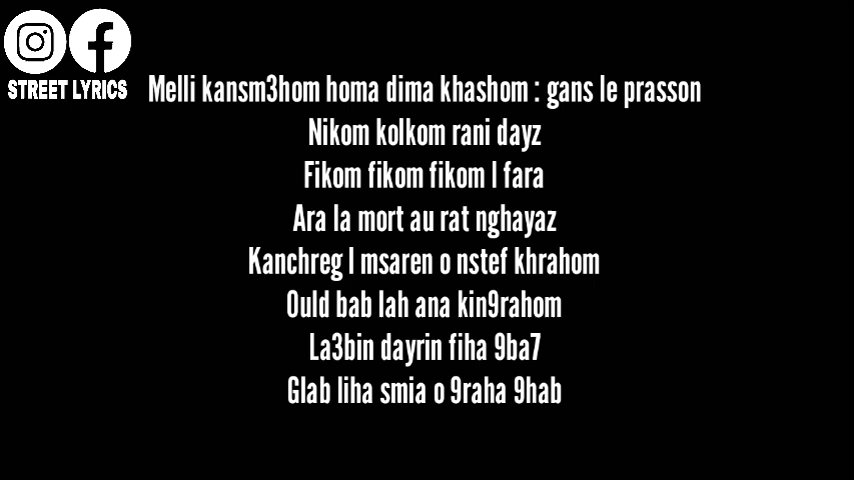 STREET LYRICS
Melli kansm3hom homa dima khashom : gans le prasson
Nikom kolkom rani dayz
Fikom fikom fikom l fara
Ara la mort au rat nghayaz
Kanchreg l msaren o nstef khrahom
Ould bab lah ana kin9rahom
La3bin dayrin fiha 9ba7
Glab liha smia o 9raha 9hab